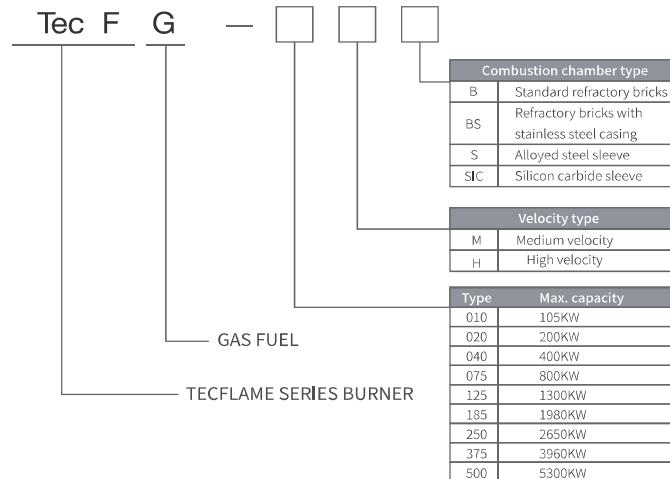 Tec F G —
Combustion chamber type
B Standard refractory bricks
BS Refractory bricks with
stainless steel casing
S Alloyed steel sleeve
SIC Silicon carbide sleeve
Velocity type
M Medium velocity
H High velocity
Type Max. capacity
010 105KW
020 200KW
040 400KW
075 800KW
125 1300KW
185 1980KW
250 2650KW
375 3960KW
500 5300KW
GAS FUEL
TECFLAME SERIES BURNER